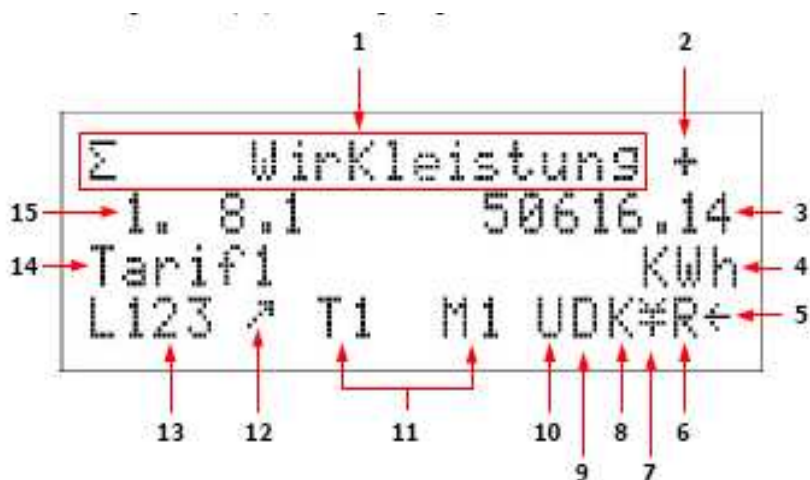 1 2
Σ WirKleistung +
15 1. 8.1 50616.14 3
14 Tarif1 KWh 4
L123 ↗ T1 M1 UDK¥R← 5
13 12 11 10 8 6
9 7